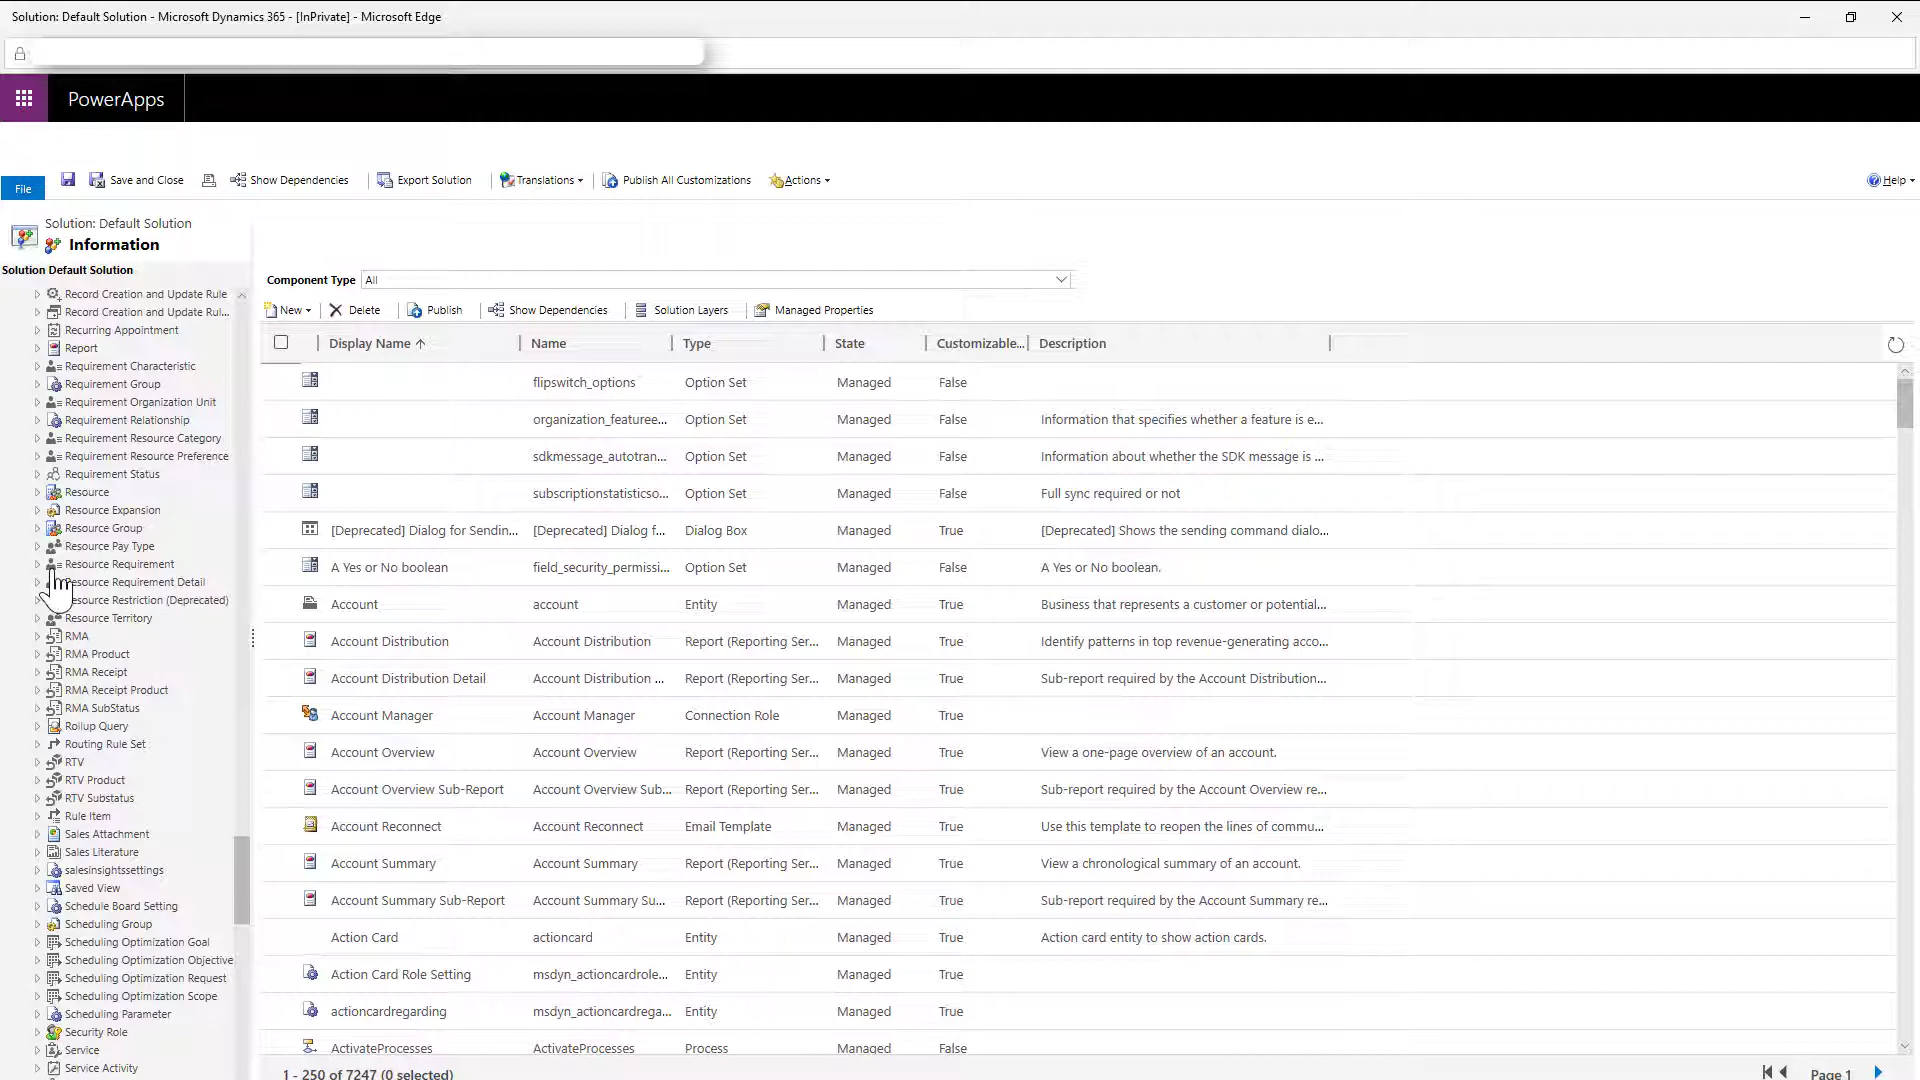 Solution: Default Solution - Microsoft Dynamics 365 - [InPrivate] - Microsoft Edge
PowerApps
File
Save and Close
Show Dependencies
Export Solution
Translations
Publish All Customizations
Actions
Help
Solution: Default Solution
Information
Solution Default Solution
Record Creation and Update Rule
Record Creation and Update Rul...
Recurring Appointment
Report
Requirement Characteristic
Requirement Group
Requirement Organization Unit
Requirement Relationship
Requirement Resource Category
Requirement Resource Preference
Requirement Status
Resource
Resource Expansion
Resource Group
Resource Pay Type
Resource Requirement
Resource Requirement Detail
Resource Restriction (Deprecated)
Resource Territory
RMA
RMA Product
RMA Receipt
RMA Receipt Product
RMA SubStatus
Rollup Query
Routing Rule Set
RTV
RTV Product
RTV Substatus
Rule Item
Sales Attachment
Sales Literature
salesinsightssettings
Saved View
Schedule Board Setting
Scheduling Group
Scheduling Optimization Goal
Scheduling Optimization Objective
Scheduling Optimization Request
Scheduling Optimization Scope
Scheduling Parameter
Security Role
Service
Service Activity
Component Type All
New Delete Publish Show Dependencies Solution Layers Managed Properties
Display Name Name Type State Customizable... Description
flipswitch_options Option Set Managed False
organization_featuree... Option Set Managed False Information that specifies whether a feature is e...
sdkmessage_autotran... Option Set Managed False Information about whether the SDK message is ...
subscriptionstatisticso... Option Set Managed False Full sync required or not
[Deprecated] Dialog for Sendin... [Deprecated] Dialog f... Dialog Box Managed True [Deprecated] Shows the sending command dialo...
A Yes or No boolean field_security_permissi... Option Set Managed False A Yes or No boolean.
Account account Entity Managed True Business that represents a customer or potential...
Account Distribution Account Distribution Report (Reporting Ser... Managed True Identify patterns in top revenue-generating acco...
Account Distribution Detail Account Distribution ... Report (Reporting Ser... Managed True Sub-report required by the Account Distribution...
Account Manager Account Manager Connection Role Managed True
Account Overview Account Overview Report (Reporting Ser... Managed True View a one-page overview of an account.
Account Overview Sub-Report Account Overview Sub... Report (Reporting Ser... Managed True Sub-report required by the Account Overview re...
Account Reconnect Account Reconnect Email Template Managed True Use this template to reopen the lines of commu...
Account Summary Account Summary Report (Reporting Ser... Managed True View a chronological summary of an account.
Account Summary Sub-Report Account Summary Su... Report (Reporting Ser... Managed True Sub-report required by the Account Summary re...
Action Card actioncard Entity Managed True Action card entity to show action cards.
Action Card Role Setting msdyn_actioncardrole... Entity Managed True
actioncardregarding msdyn_actioncardrega... Entity Managed True
ActivateProcesses ActivateProcesses Process Managed False
1 - 250 of 7247 (0 selected)
Page 1